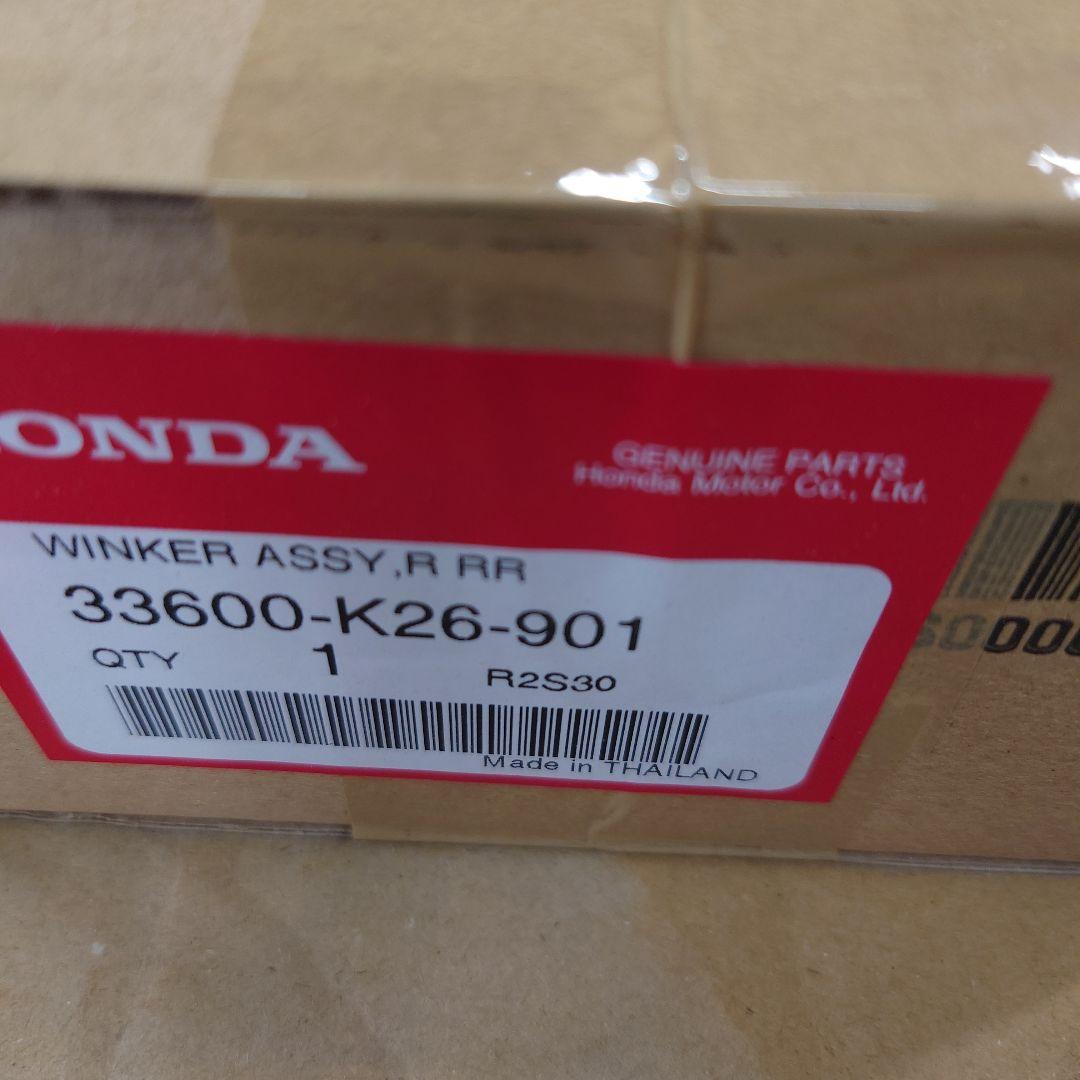 HONDA
GENUINE PARTS
Honda Motor Co., Ltd.
WINKER ASSY,R RR
33600-K26-901
QTY 1 R2S30
Made in THAILAND